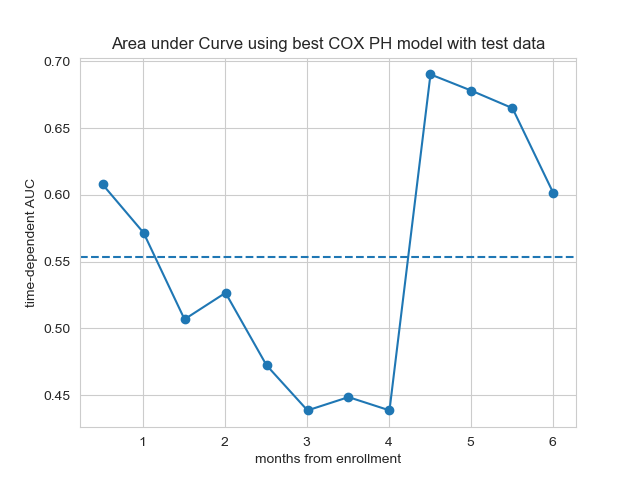 Area under Curve using best COX PH model with test data
time-dependent AUC
0.70
0.65
0.60
0.55
0.50
0.45
1 2 3 4 5 6
months from enrollment